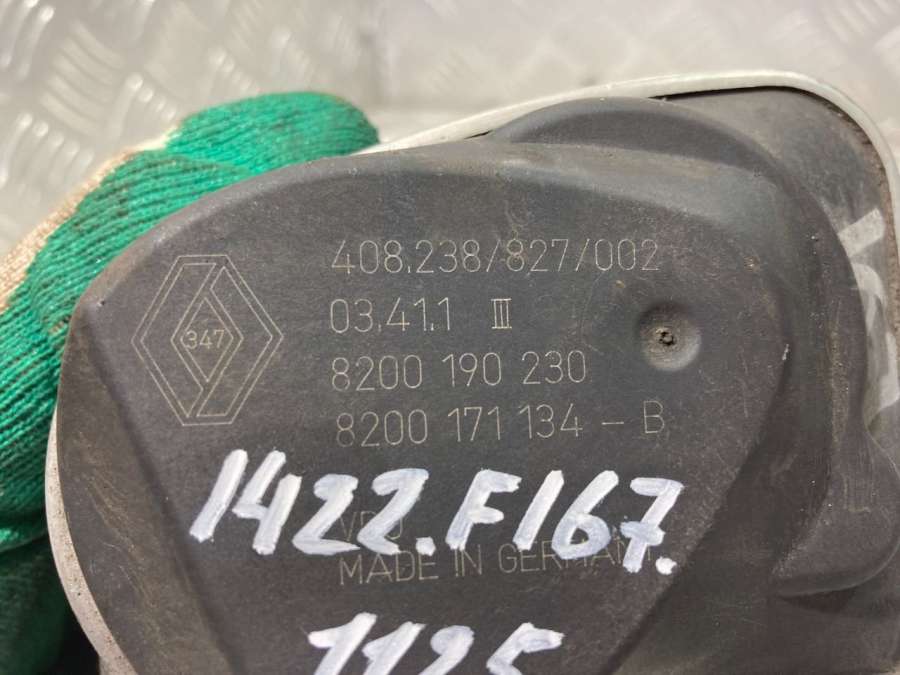 408.238/827/002
347
03.41.1 III
8200 190 230
8200 171 134 - B
1422.F167.
VDO
MADE IN GERMANY
1125